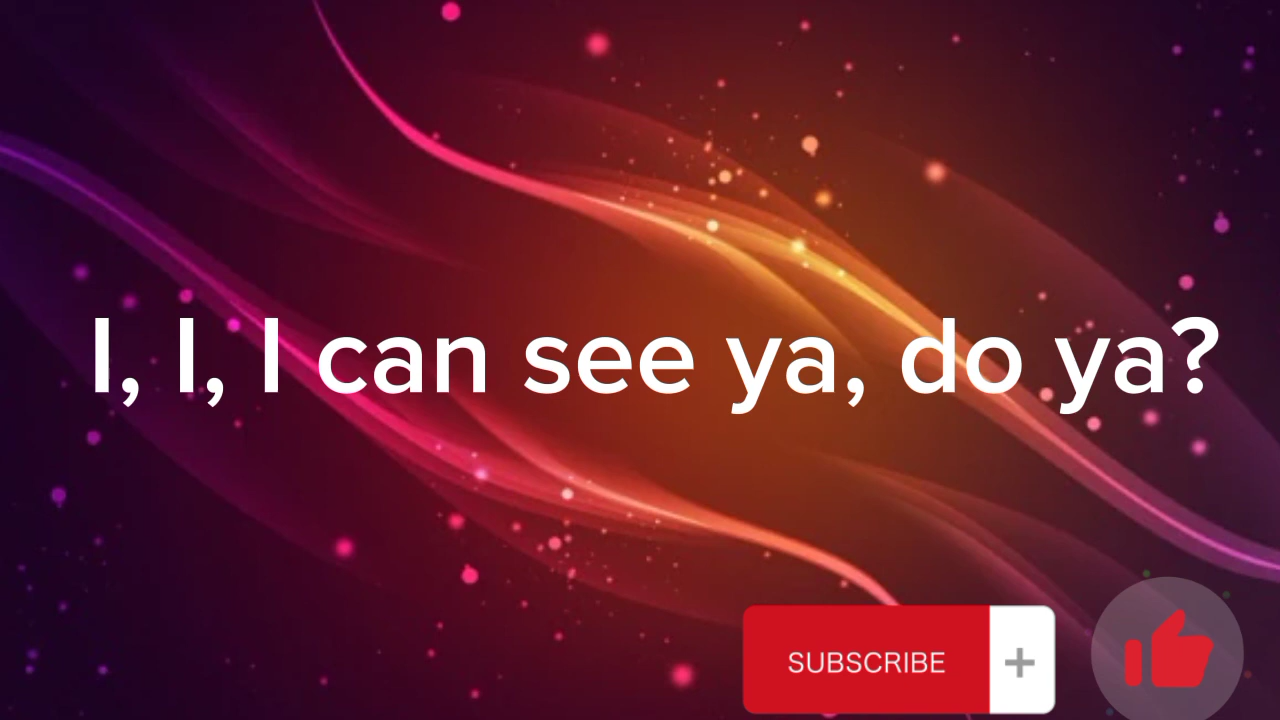 I, I, I can see ya, do ya?
SUBSCRIBE +